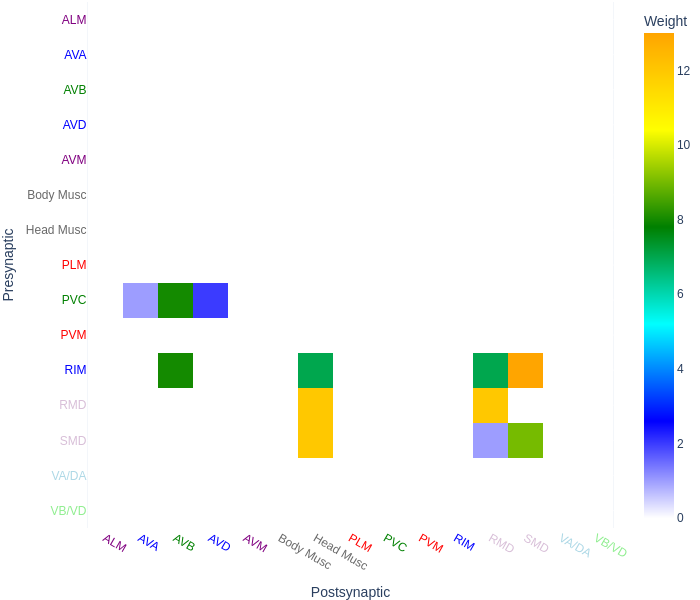 Weight
ALM
AVA
AVB
AVD
AVM
Body Musc
Head Musc
PLM
PVC
PVM
RIM
RMD
SMD
VA/DA
VB/VD
Presynaptic
12
10
8
6
4
2
0
ALM
AVA
AVB
AVD
AVM
Body Musc
Head Musc
PLM
PVC
PVM
RIM
RMD
SMD
VA/DA
VB/VD
Postsynaptic